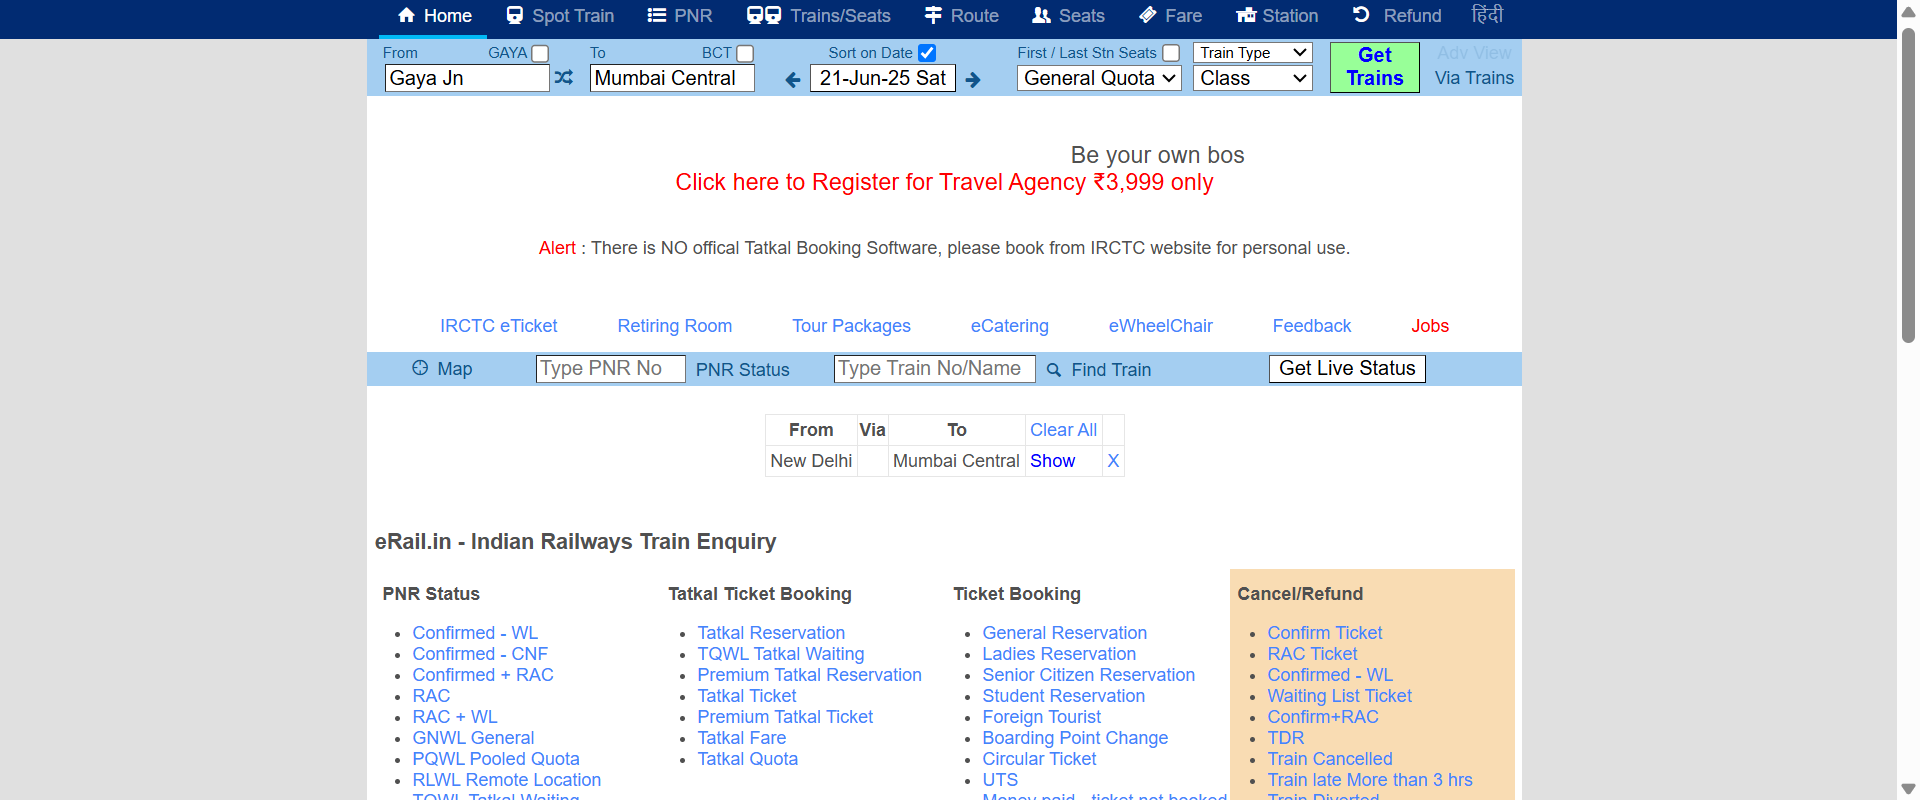 Home Spot Train PNR Trains/Seats Route Seats Fare Station Refund हिंदी
From GAYA To BCT Sort on Date First / Last Stn Seats Train Type Get Trains Adv View
Gaya Jn Mumbai Central 21-Jun-25 Sat General Quota Class Via Trains
Be your own bos
Click here to Register for Travel Agency ₹3,999 only
Alert : There is NO offical Tatkal Booking Software, please book from IRCTC website for personal use.
IRCTC eTicket Retiring Room Tour Packages eCatering eWheelChair Feedback Jobs
Map Type PNR No PNR Status Type Train No/Name Find Train Get Live Status
From Via To Clear All
New Delhi Mumbai Central Show X
eRail.in - Indian Railways Train Enquiry
PNR Status
Confirmed - WL
Confirmed - CNF
Confirmed + RAC
RAC
RAC + WL
GNWL General
PQWL Pooled Quota
RLWL Remote Location
TQWL Tatkal Waiting
Tatkal Ticket Booking
Tatkal Reservation
TQWL Tatkal Waiting
Premium Tatkal Reservation
Tatkal Ticket
Premium Tatkal Ticket
Tatkal Fare
Tatkal Quota
Ticket Booking
General Reservation
Ladies Reservation
Senior Citizen Reservation
Student Reservation
Foreign Tourist
Boarding Point Change
Circular Ticket
UTS
Money paid - ticket not booked
Cancel/Refund
Confirm Ticket
RAC Ticket
Confirmed - WL
Waiting List Ticket
Confirm+RAC
TDR
Train Cancelled
Train late More than 3 hrs
Train Diverted